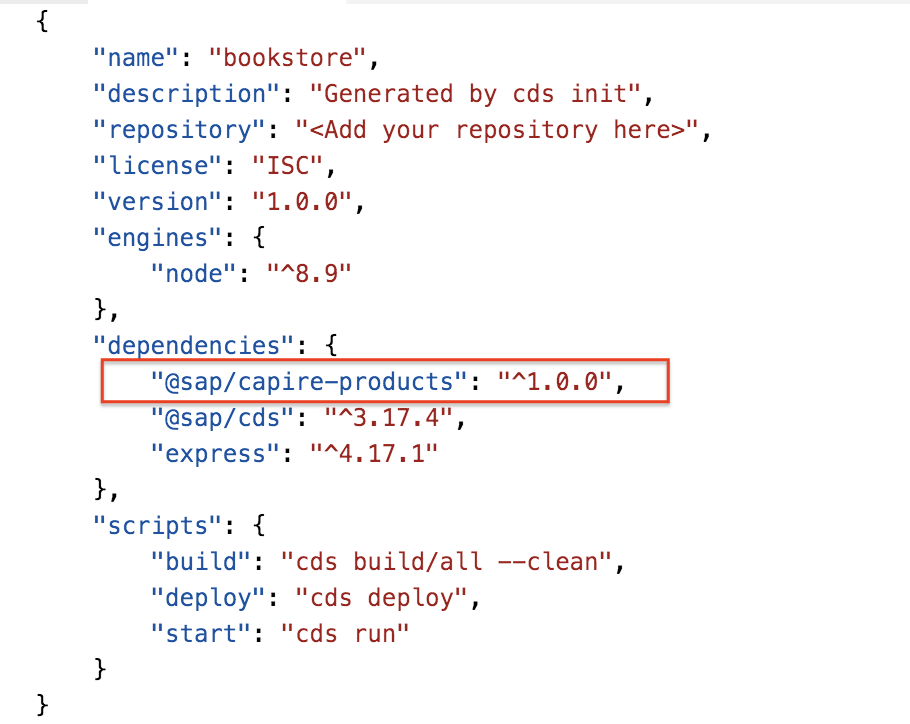 {
"name": "bookstore",
"description": "Generated by cds init",
"repository": "<Add your repository here>",
"license": "ISC",
"version": "1.0.0",
"engines": {
"node": "^8.9"
},
"dependencies": {
"@sap/capire-products": "^1.0.0",
"@sap/cds": "^3.17.4",
"express": "^4.17.1"
},
"scripts": {
"build": "cds build/all --clean",
"deploy": "cds deploy",
"start": "cds run"
}
}